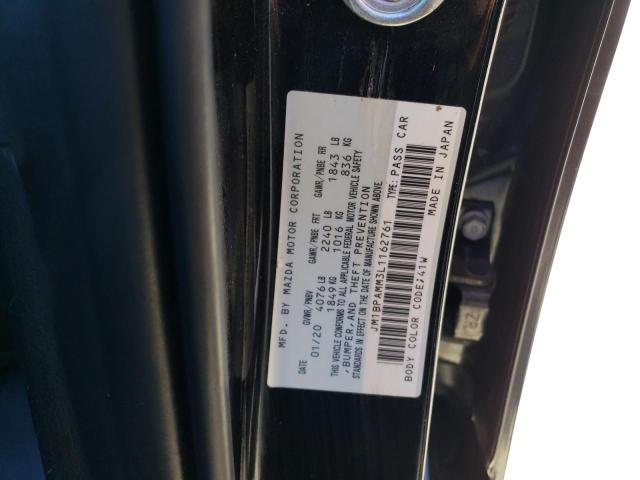 MFD. BY MAZDA MOTOR CORPORATION
GVWR/PNBV GAWR/PNBE FRT GAWR/PNBE RR
01/20 4076 LB 2240 LB 1843 LB
1849 KG 1016 KG 836 KG
THIS VEHICLE CONFORMS TO ALL APPLICABLE FEDERAL MOTOR VEHICLE SAFETY
,BUMPER,AND THEFT PREVENTION
STANDARDS IN EFFECT ON THE DATE OF MANUFACTURE SHOWN ABOVE
JM1BPAMM3L1162761 TYPE: PASS CAR
BODY COLOR CODE;41W MADE IN JAPAN
ZR